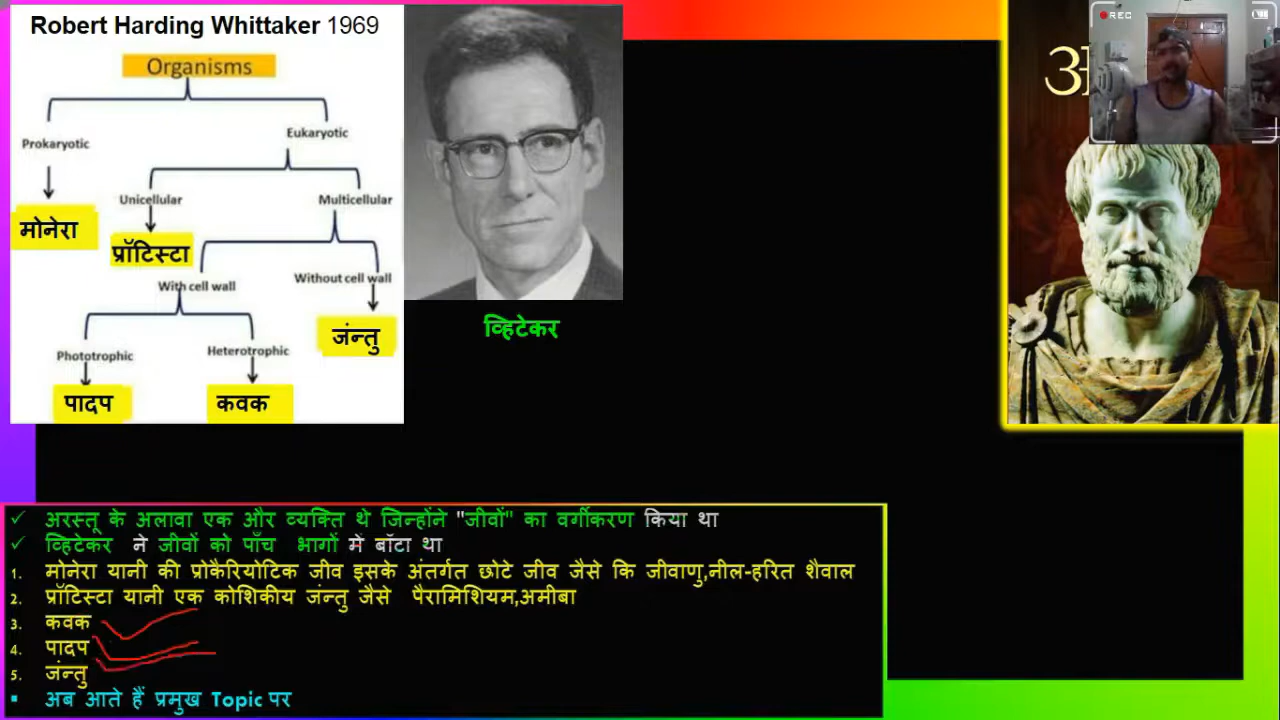 Robert Harding Whittaker 1969
Organisms
Prokaryotic
Eukaryotic
मोनेरा
Unicellular
Multicellular
प्रॉटिस्टा
With cell wall
Without cell wall
जंन्तु
Phototrophic
Heterotrophic
पादप
कवक
व्हिटेकर
REC
✓ अरस्तू के अलावा एक और व्यक्ति थे जिन्होंने "जीवों" का वर्गीकरण किया था
✓ व्हिटेकर ने जीवों को पाँच भागों में बॉटा था
1. मोनेरा यानी की प्रोकैरियोटिक जीव इसके अंतर्गत छोटे जीव जैसे कि जीवाणु,नील-हरित शैवाल
2. प्रॉटिस्टा यानी एक कोशिकीय जंन्तु जैसे पैरामिशियम,अमीबा
3. कवक
4. पादप
5. जंन्तु
▪ अब आते हैं प्रमुख Topic पर